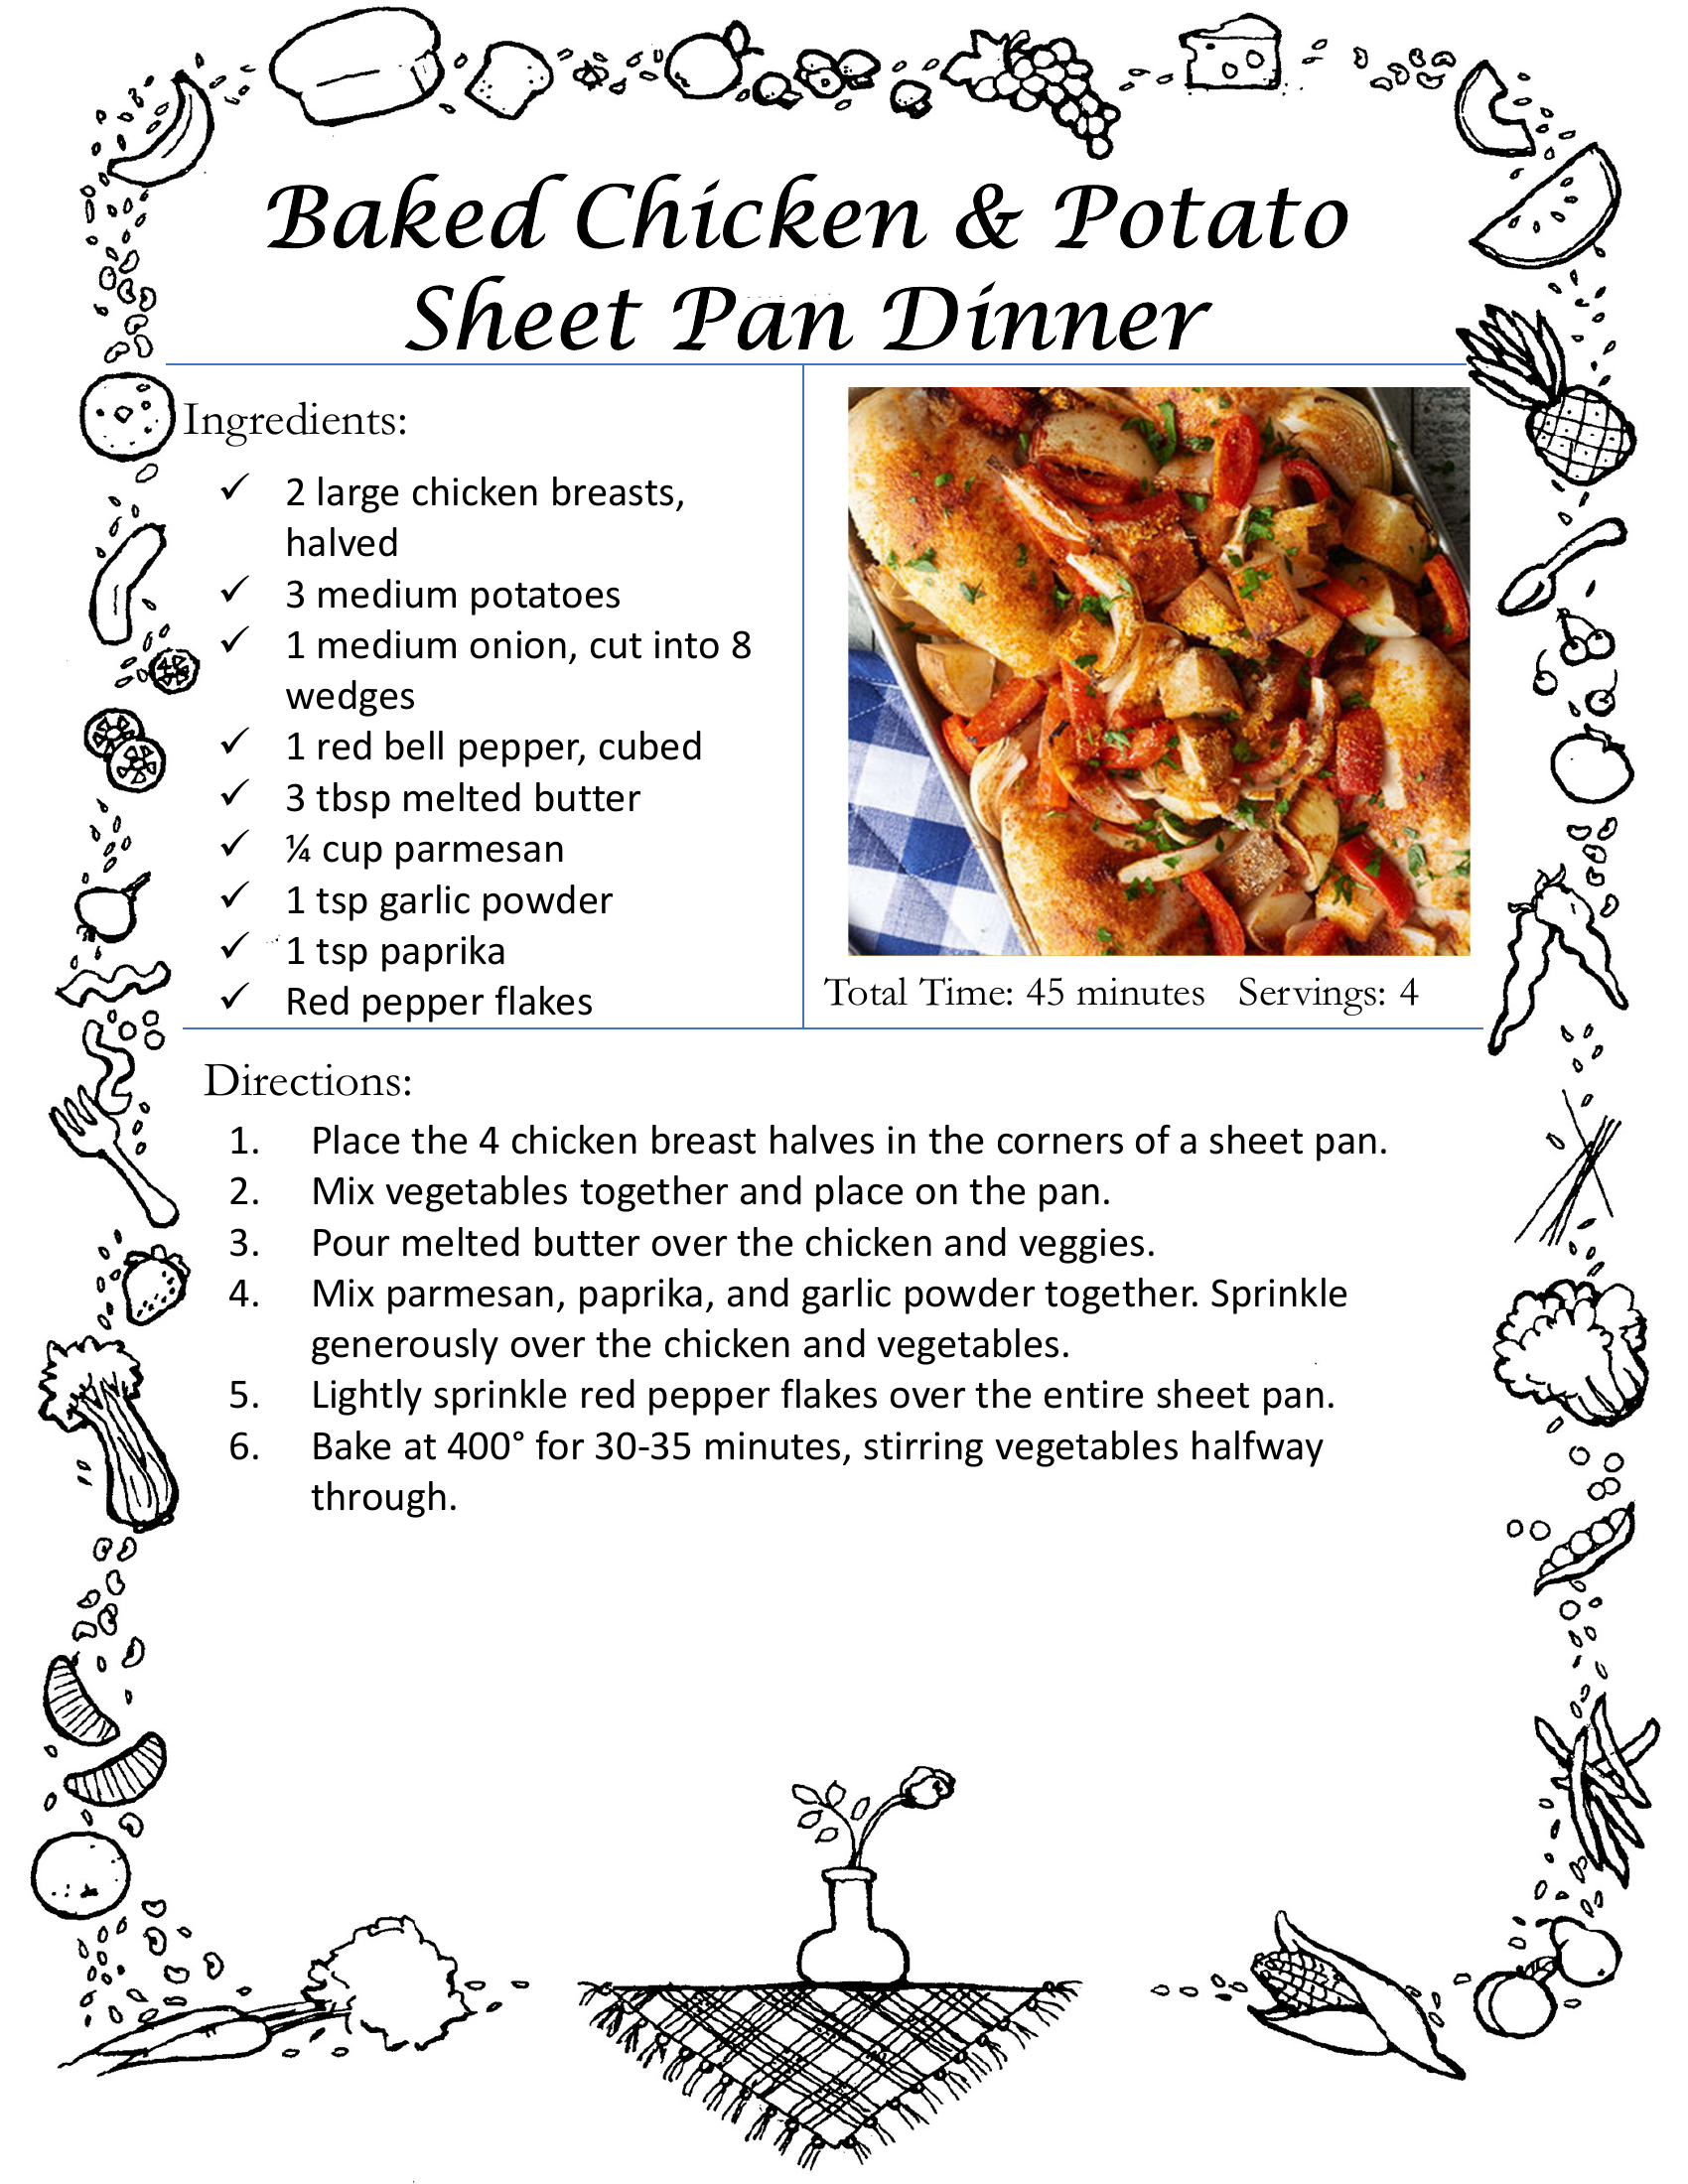 Baked Chicken & Potato
Sheet Pan Dinner
Ingredients:
✓ 2 large chicken breasts,
halved
✓ 3 medium potatoes
✓ 1 medium onion, cut into 8
wedges
✓ 1 red bell pepper, cubed
✓ 3 tbsp melted butter
✓ ¼ cup parmesan
✓ 1 tsp garlic powder
✓ 1 tsp paprika
✓ Red pepper flakes
Total Time: 45 minutes Servings: 4
Directions:
1. Place the 4 chicken breast halves in the corners of a sheet pan.
2. Mix vegetables together and place on the pan.
3. Pour melted butter over the chicken and veggies.
4. Mix parmesan, paprika, and garlic powder together. Sprinkle
generously over the chicken and vegetables.
5. Lightly sprinkle red pepper flakes over the entire sheet pan.
6. Bake at 400° for 30-35 minutes, stirring vegetables halfway
through.